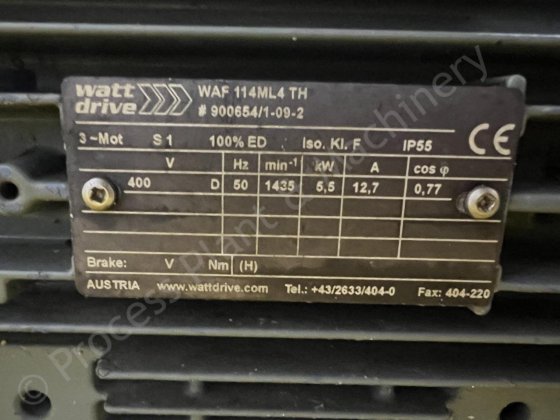 watt drive
WAF 114ML4 TH
# 900654/1-09-2
3 ~Mot S 1 100% ED Iso. Kl. F IP55 CE
V Hz min⁻¹ kW A cos φ
400 D 50 1435 5,5 12,7 0,77
Brake: V Nm (H)
AUSTRIA www.wattdrive.com Tel.: +43/2633/404-0 Fax: 404-220
© Process Plant & Machinery